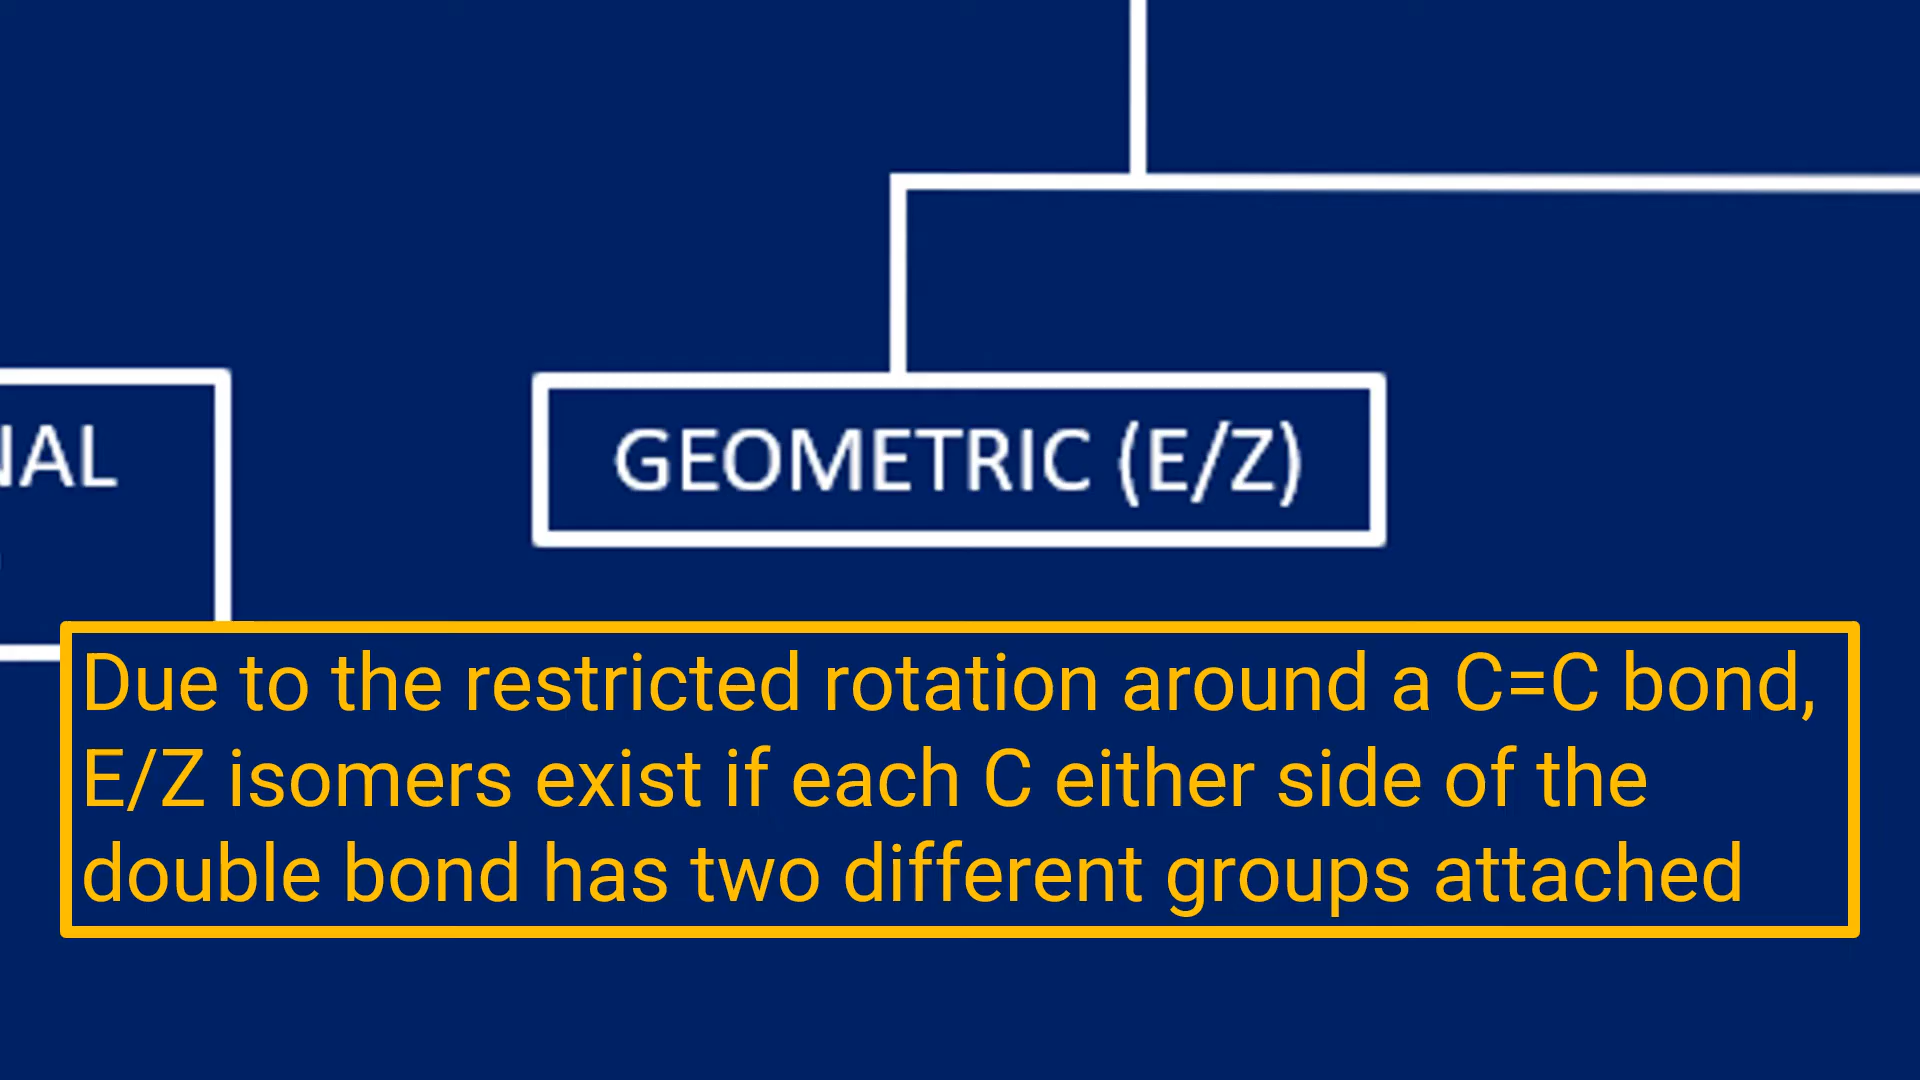 NAL
GEOMETRIC (E/Z)
Due to the restricted rotation around a C=C bond,
E/Z isomers exist if each C either side of the
double bond has two different groups attached